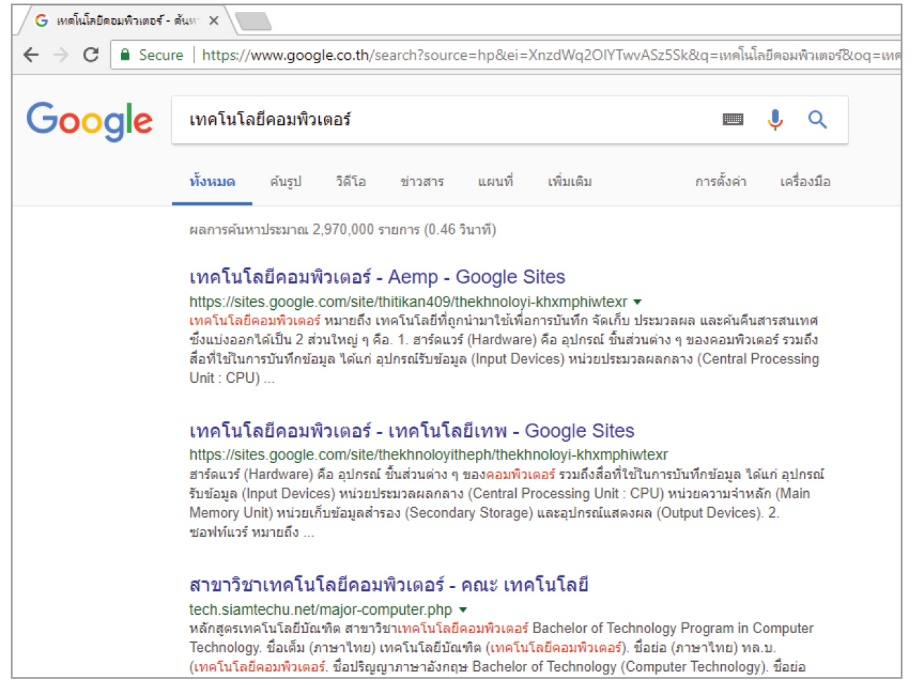 เทคโนโลยีคอมพิวเตอร์ - ค้นห
Secure https://www.google.co.th/search?source=hp&ei=XnzdWq2OIYTwvASz5Sk&q=เทคโนโลยีคอมพิวเตอร์&oq=เทค
Google เทคโนโลยีคอมพิวเตอร์
ทั้งหมด ค้นรูป วิดีโอ ข่าวสาร แผนที่ เพิ่มเติม การตั้งค่า เครื่องมือ
ผลการค้นหาประมาณ 2,970,000 รายการ (0.46 วินาที)
เทคโนโลยีคอมพิวเตอร์ - Aemp - Google Sites
https://sites.google.com/site/thitikan409/thekhnoloyi-khxmphiwtexr
เทคโนโลยีคอมพิวเตอร์ หมายถึง เทคโนโลยีที่ถูกนำมาใช้เพื่อการบันทึก จัดเก็บ ประมวลผล และค้นคืนสารสนเทศ
ซึ่งแบ่งออกได้เป็น 2 ส่วนใหญ่ ๆ คือ. 1. ฮาร์ดแวร์ (Hardware) คือ อุปกรณ์ ชิ้นส่วนต่าง ๆ ของคอมพิวเตอร์ รวมถึง
สื่อที่ใช้ในการบันทึกข้อมูล ได้แก่ อุปกรณ์รับข้อมูล (Input Devices) หน่วยประมวลผลกลาง (Central Processing
Unit : CPU) ...
เทคโนโลยีคอมพิวเตอร์ - เทคโนโลยีเทพ - Google Sites
https://sites.google.com/site/thekhnoloyitheph/thekhnoloyi-khxmphiwtexr
ฮาร์ดแวร์ (Hardware) คือ อุปกรณ์ ชิ้นส่วนต่าง ๆ ของคอมพิวเตอร์ รวมถึงสื่อที่ใช้ในการบันทึกข้อมูล ได้แก่ อุปกรณ์
รับข้อมูล (Input Devices) หน่วยประมวลผลกลาง (Central Processing Unit : CPU) หน่วยความจำหลัก (Main
Memory Unit) หน่วยเก็บข้อมูลสำรอง (Secondary Storage) และอุปกรณ์แสดงผล (Output Devices). 2.
ซอฟท์แวร์ หมายถึง ...
สาขาวิชาเทคโนโลยีคอมพิวเตอร์ - คณะ เทคโนโลยี
tech.siamtechu.net/major-computer.php
หลักสูตรเทคโนโลยีบัณฑิต สาขาวิชาเทคโนโลยีคอมพิวเตอร์ Bachelor of Technology Program in Computer
Technology. ชื่อเต็ม (ภาษาไทย) เทคโนโลยีบัณฑิต (เทคโนโลยีคอมพิวเตอร์). ชื่อย่อ (ภาษาไทย) ทล.บ.
(เทคโนโลยีคอมพิวเตอร์. ชื่อปริญญาภาษาอังกฤษ Bachelor of Technology (Computer Technology). ชื่อย่อ